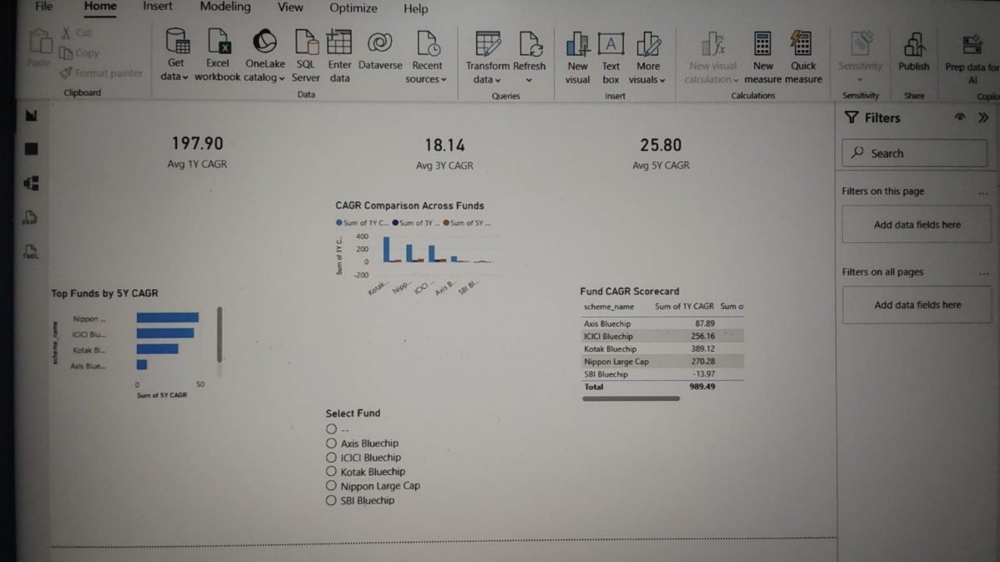 File Home Insert Modeling View Optimize Help
Paste
Cut
Copy
Format painter
Clipboard
Get data
Excel workbook
OneLake catalog
SQL Server
Enter data
Dataverse
Recent sources
Data
Transform data
Refresh
Queries
New visual
Text box
More visuals
Insert
New visual calculation
New measure
Quick measure
Calculations
Sensitivity
Sensitivity
Publish
Share
Prep data for AI
197.90
Avg 1Y CAGR
18.14
Avg 3Y CAGR
25.80
Avg 5Y CAGR
CAGR Comparison Across Funds
Sum of 1Y C... Sum of 3Y ... Sum of 5Y ...
Sum of 1Y C...
400
200
0
-200
Kotak... Nipp... ICICI ... Axis B... SBI Bl...
Top Funds by 5Y CAGR
scheme_name
Nippon ...
ICICI Blu...
Kotak Bl...
Axis Blue...
0 50
Sum of 5Y CAGR
Fund CAGR Scorecard
scheme_name Sum of 1Y CAGR Sum o
Axis Bluechip 87.89
ICICI Bluechip 256.16
Kotak Bluechip 389.12
Nippon Large Cap 270.28
SBI Bluechip -13.97
Total 989.49
Select Fund
--
Axis Bluechip
ICICI Bluechip
Kotak Bluechip
Nippon Large Cap
SBI Bluechip
Filters
Search
Filters on this page ...
Add data fields here
Filters on all pages ...
Add data fields here